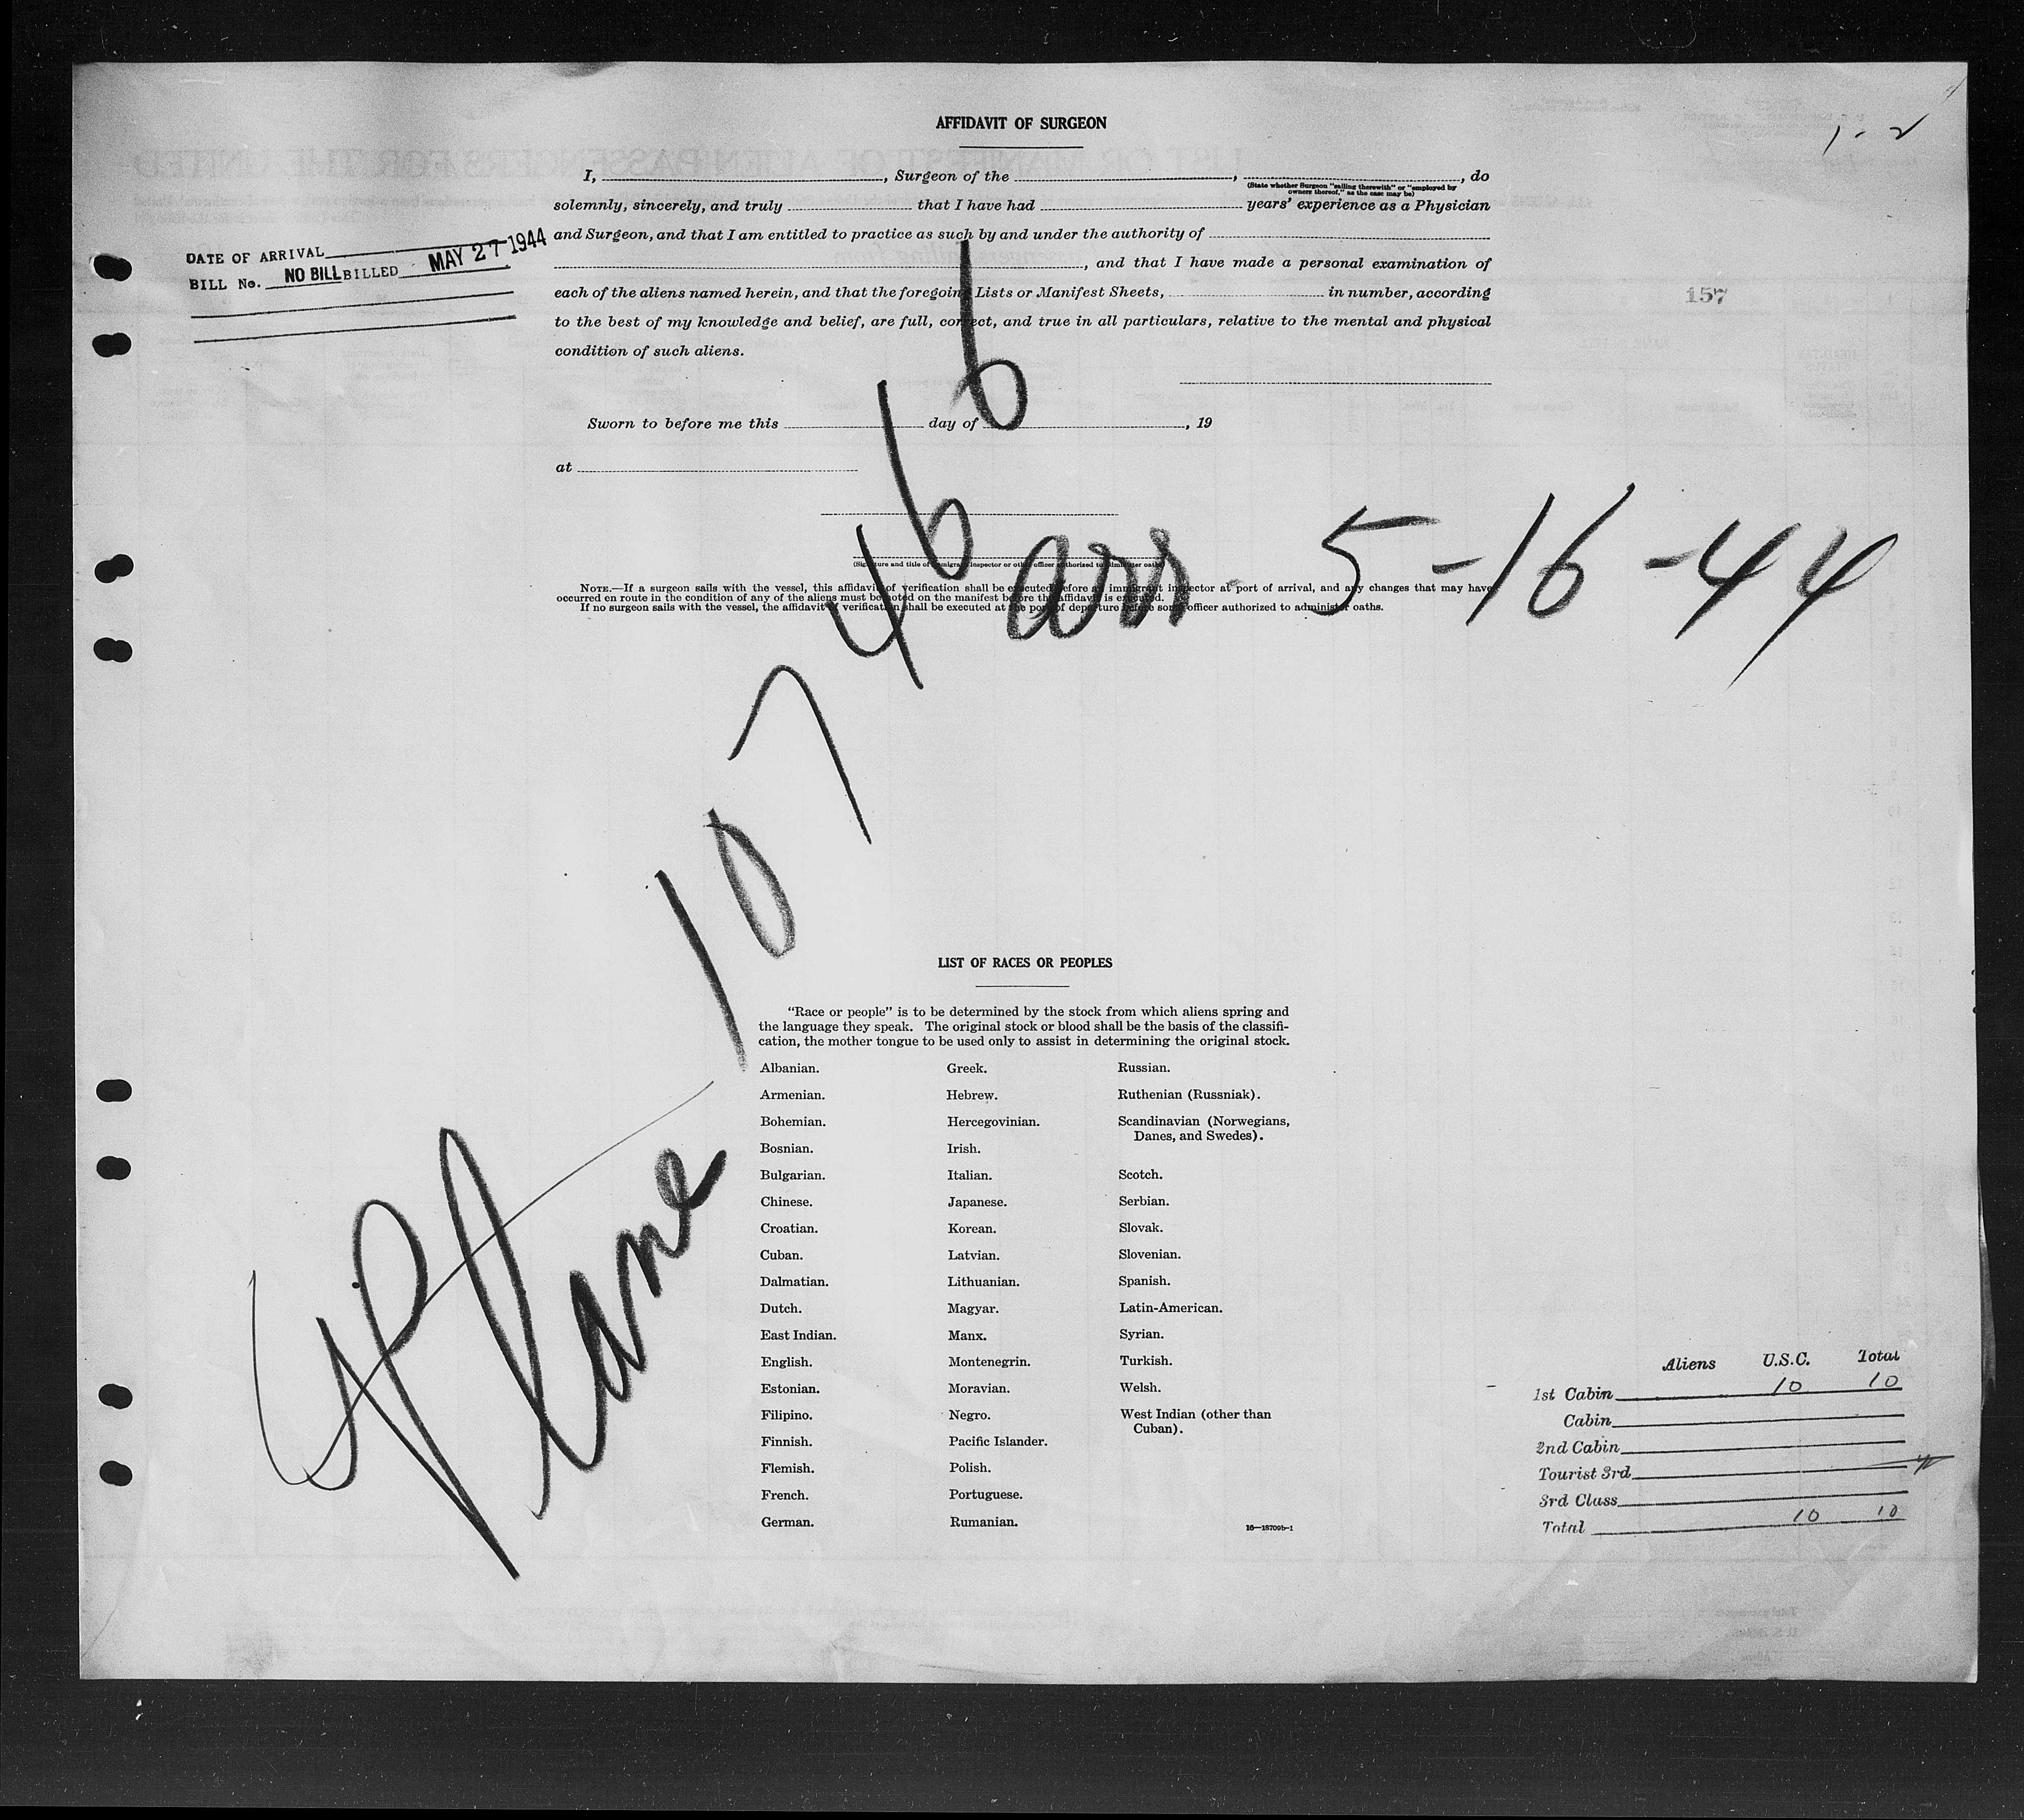 AFFIDAVIT OF SURGEON
1-2
I, , Surgeon of the , , do
(State whether Surgeon "sailing therewith" or "employed by
owners thereof," as the case may be)
solemnly, sincerely, and truly that I have had years' experience as a Physician
and Surgeon, and that I am entitled to practice as such by and under the authority of
, and that I have made a personal examination of
each of the aliens named herein, and that the foregoing Lists or Manifest Sheets, in number, according
to the best of my knowledge and belief, are full, correct, and true in all particulars, relative to the mental and physical
condition of such aliens.
DATE OF ARRIVAL
BILL No. NO BILL BILLED MAY 27 1944
157
Sworn to before me this day of , 19
at
(Signature and title of immigrant inspector or other officer authorized to administer oaths)
NOTE.—If a surgeon sails with the vessel, this affidavit of verification shall be executed before an immigrant inspector at port of arrival, and any changes that may have
occurred en route in the condition of any of the aliens must be noted on the manifest before the affidavit is executed.
If no surgeon sails with the vessel, the affidavit of verification shall be executed at the port of departure before some officer authorized to administer oaths.
arr. 5-16-44
Plane 107466
LIST OF RACES OR PEOPLES
"Race or people" is to be determined by the stock from which aliens spring and
the language they speak. The original stock or blood shall be the basis of the classifi-
cation, the mother tongue to be used only to assist in determining the original stock.
Albanian.
Armenian.
Bohemian.
Bosnian.
Bulgarian.
Chinese.
Croatian.
Cuban.
Dalmatian.
Dutch.
East Indian.
English.
Estonian.
Filipino.
Finnish.
Flemish.
French.
German.
Greek.
Hebrew.
Hercegovinian.
Irish.
Italian.
Japanese.
Korean.
Latvian.
Lithuanian.
Magyar.
Manx.
Montenegrin.
Moravian.
Negro.
Pacific Islander.
Polish.
Portuguese.
Rumanian.
Russian.
Ruthenian (Russniak).
Scandinavian (Norwegians,
Danes, and Swedes).
Scotch.
Serbian.
Slovak.
Slovenian.
Spanish.
Latin-American.
Syrian.
Turkish.
Welsh.
West Indian (other than
Cuban).
16—18709b-1
Aliens U.S.C. Total
1st Cabin 10 10
Cabin
2nd Cabin
Tourist 3rd
3rd Class
Total 10 10